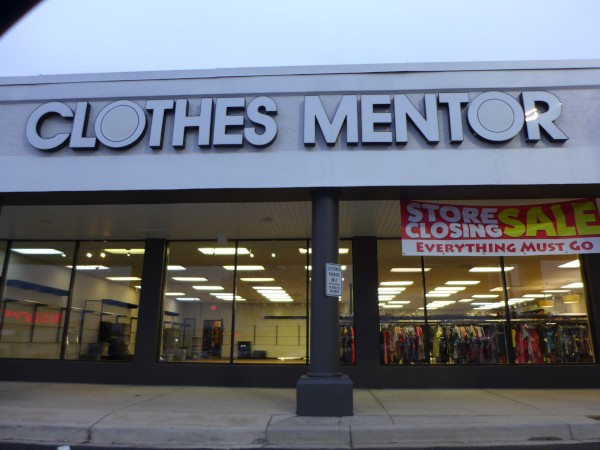 CLOTHES MENTOR
STORE
CLOSING SALE
EVERYTHING MUST GO